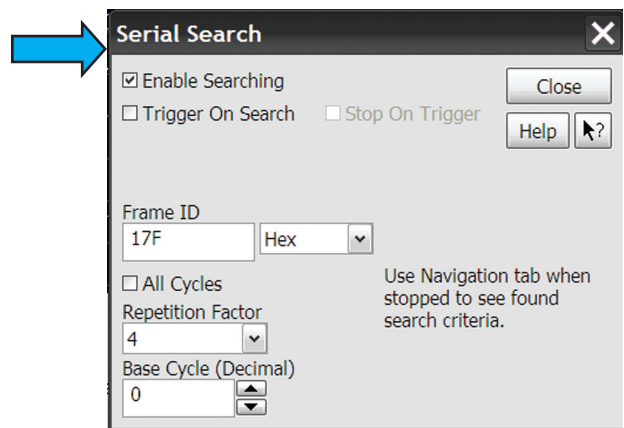 Serial Search
Enable Searching
Close
Trigger On Search
Stop On Trigger
Help
?
Frame ID
17F
Hex
All Cycles
Use Navigation tab when
stopped to see found
search criteria.
Repetition Factor
4
Base Cycle (Decimal)
0